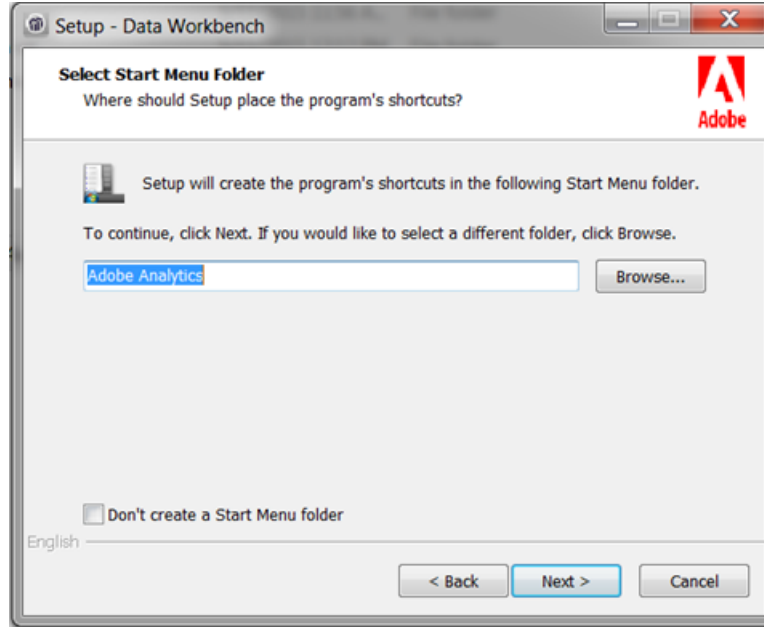 Setup - Data Workbench
Select Start Menu Folder
Where should Setup place the program's shortcuts?
Adobe
Setup will create the program's shortcuts in the following Start Menu folder.
To continue, click Next. If you would like to select a different folder, click Browse.
Adobe Analytics
Browse...
Don't create a Start Menu folder
English
< Back
Next >
Cancel